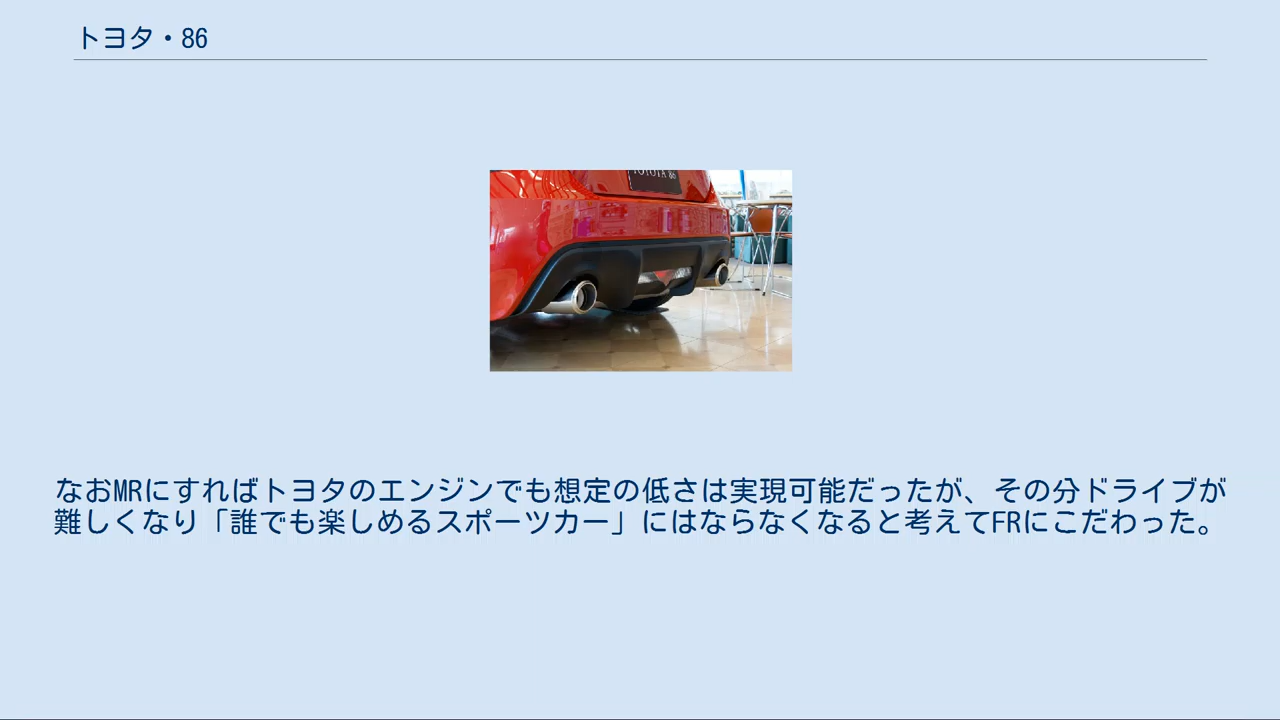 トヨタ・86
TOYOTA 86
なおMRにすればトヨタのエンジンでも想定の低さは実現可能だったが、その分ドライブが
難しくなり「誰でも楽しめるスポーツカー」にはならなくなると考えてFRにこだわった。